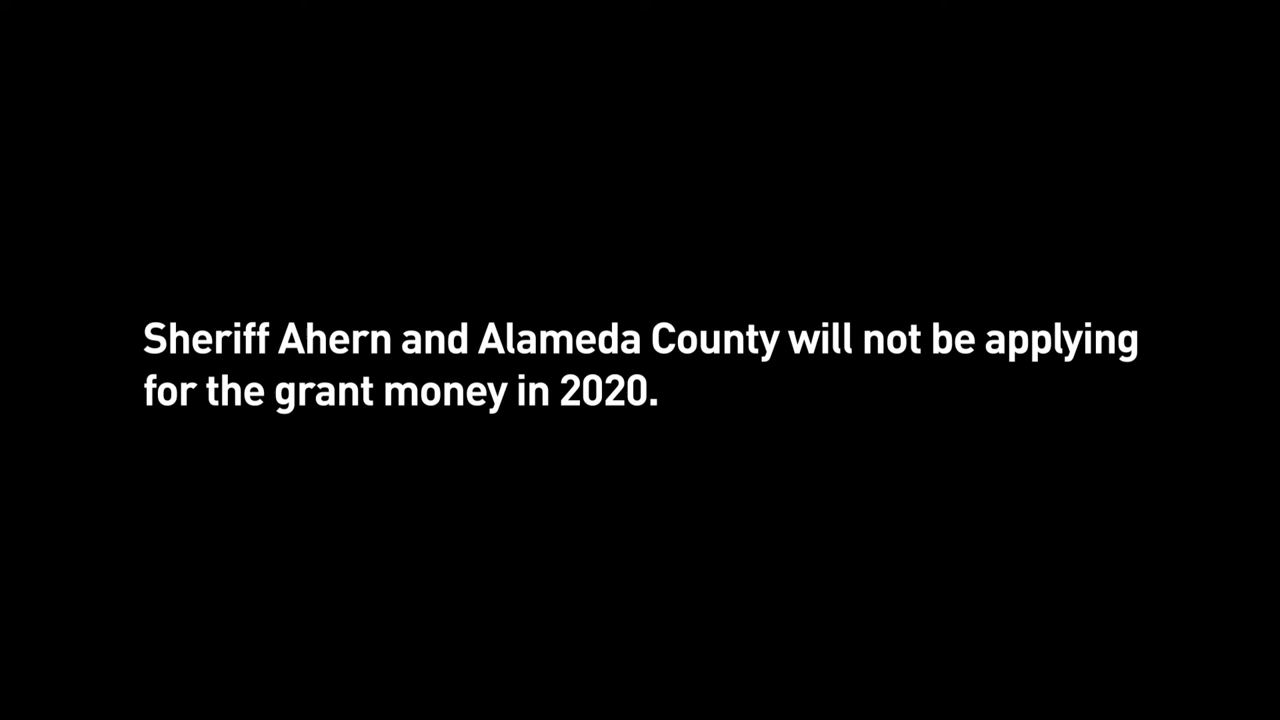 Sheriff Ahern and Alameda County will not be applying
for the grant money in 2020.